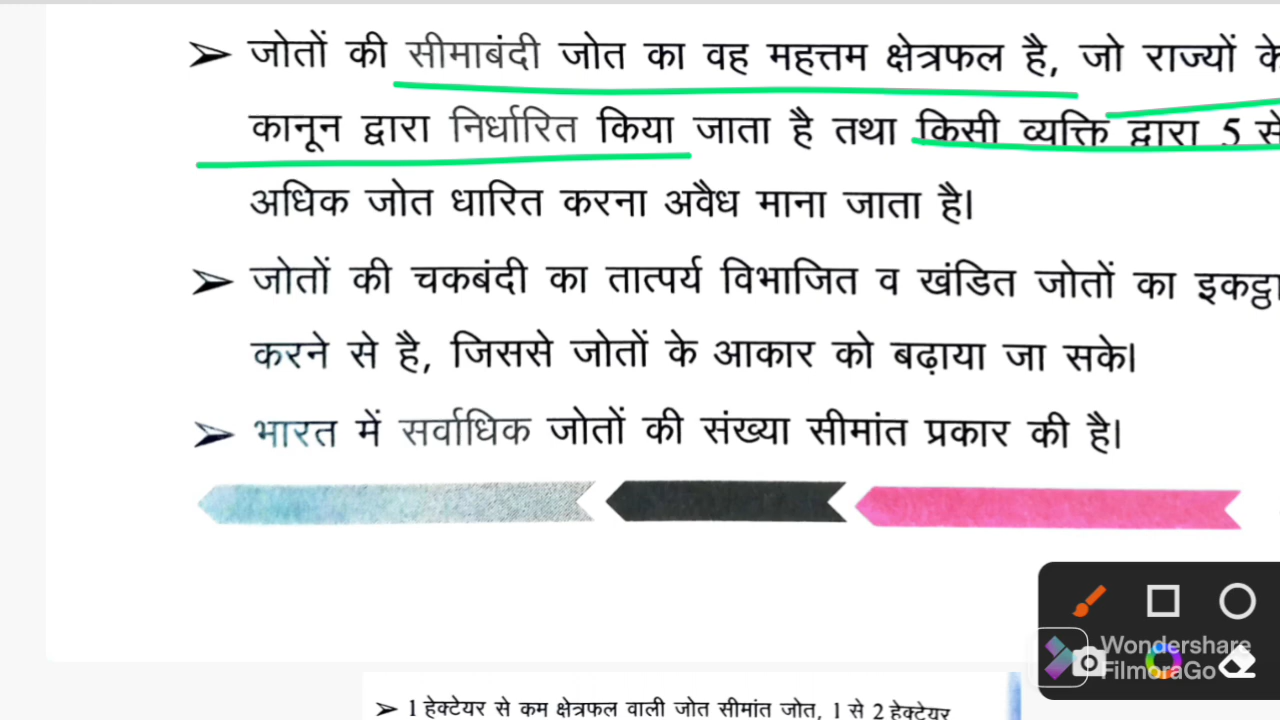 ➢ जोतों की सीमाबंदी जोत का वह महत्तम क्षेत्रफल है, जो राज्यों के
कानून द्वारा निर्धारित किया जाता है तथा किसी व्यक्ति द्वारा 5 से
अधिक जोत धारित करना अवैध माना जाता है।
➢ जोतों की चकबंदी का तात्पर्य विभाजित व खंडित जोतों का इकट्ठा
करने से है, जिससे जोतों के आकार को बढ़ाया जा सके।
➢ भारत में सर्वाधिक जोतों की संख्या सीमांत प्रकार की है।
Wondershare
FilmoraGo
➢ 1 हेक्टेयर से कम क्षेत्रफल वाली जोत सीमांत जोत, 1 से 2 हेक्टेयर